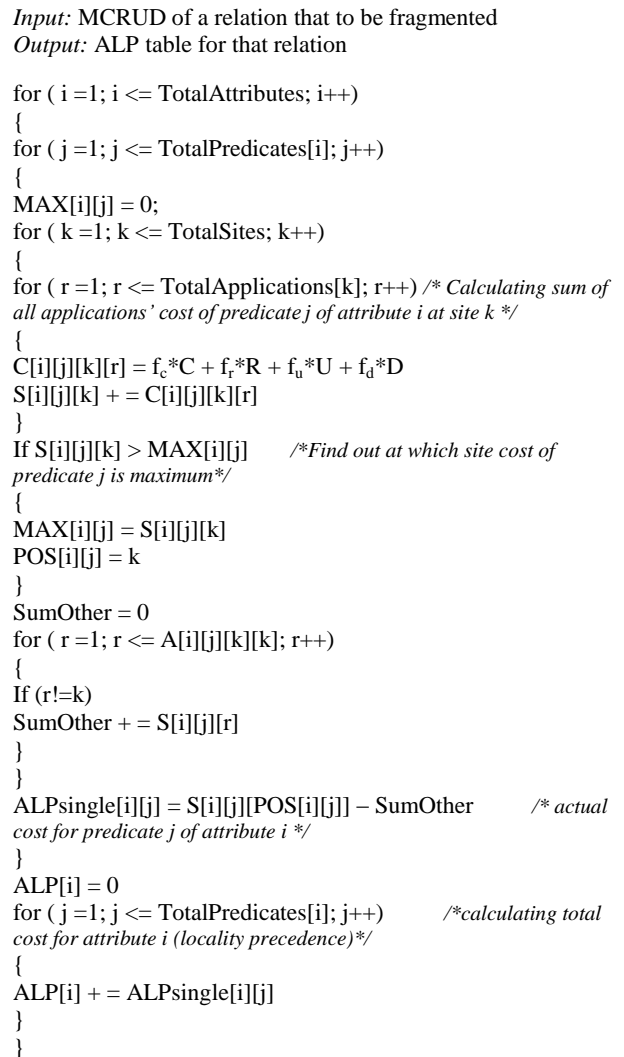 Input: MCRUD of a relation that to be fragmented
Output: ALP table for that relation
for ( i =1; i <= TotalAttributes; i++)
{
for ( j =1; j <= TotalPredicates[i]; j++)
{
MAX[i][j] = 0;
for ( k =1; k <= TotalSites; k++)
{
for ( r =1; r <= TotalApplications[k]; r++) /* Calculating sum of
all applications’ cost of predicate j of attribute i at site k */
{
C[i][j][k][r] = fc*C + fr*R + fu*U + fd*D
S[i][j][k] + = C[i][j][k][r]
}
If S[i][j][k] > MAX[i][j] /*Find out at which site cost of
predicate j is maximum*/
{
MAX[i][j] = S[i][j][k]
POS[i][j] = k
}
SumOther = 0
for ( r =1; r <= A[i][j][k][k]; r++)
{
If (r!=k)
SumOther + = S[i][j][r]
}
}
ALPsingle[i][j] = S[i][j][POS[i][j]] – SumOther /* actual
cost for predicate j of attribute i */
}
ALP[i] = 0
for ( j =1; j <= TotalPredicates[i]; j++) /*calculating total
cost for attribute i (locality precedence)*/
{
ALP[i] + = ALPsingle[i][j]
}
}